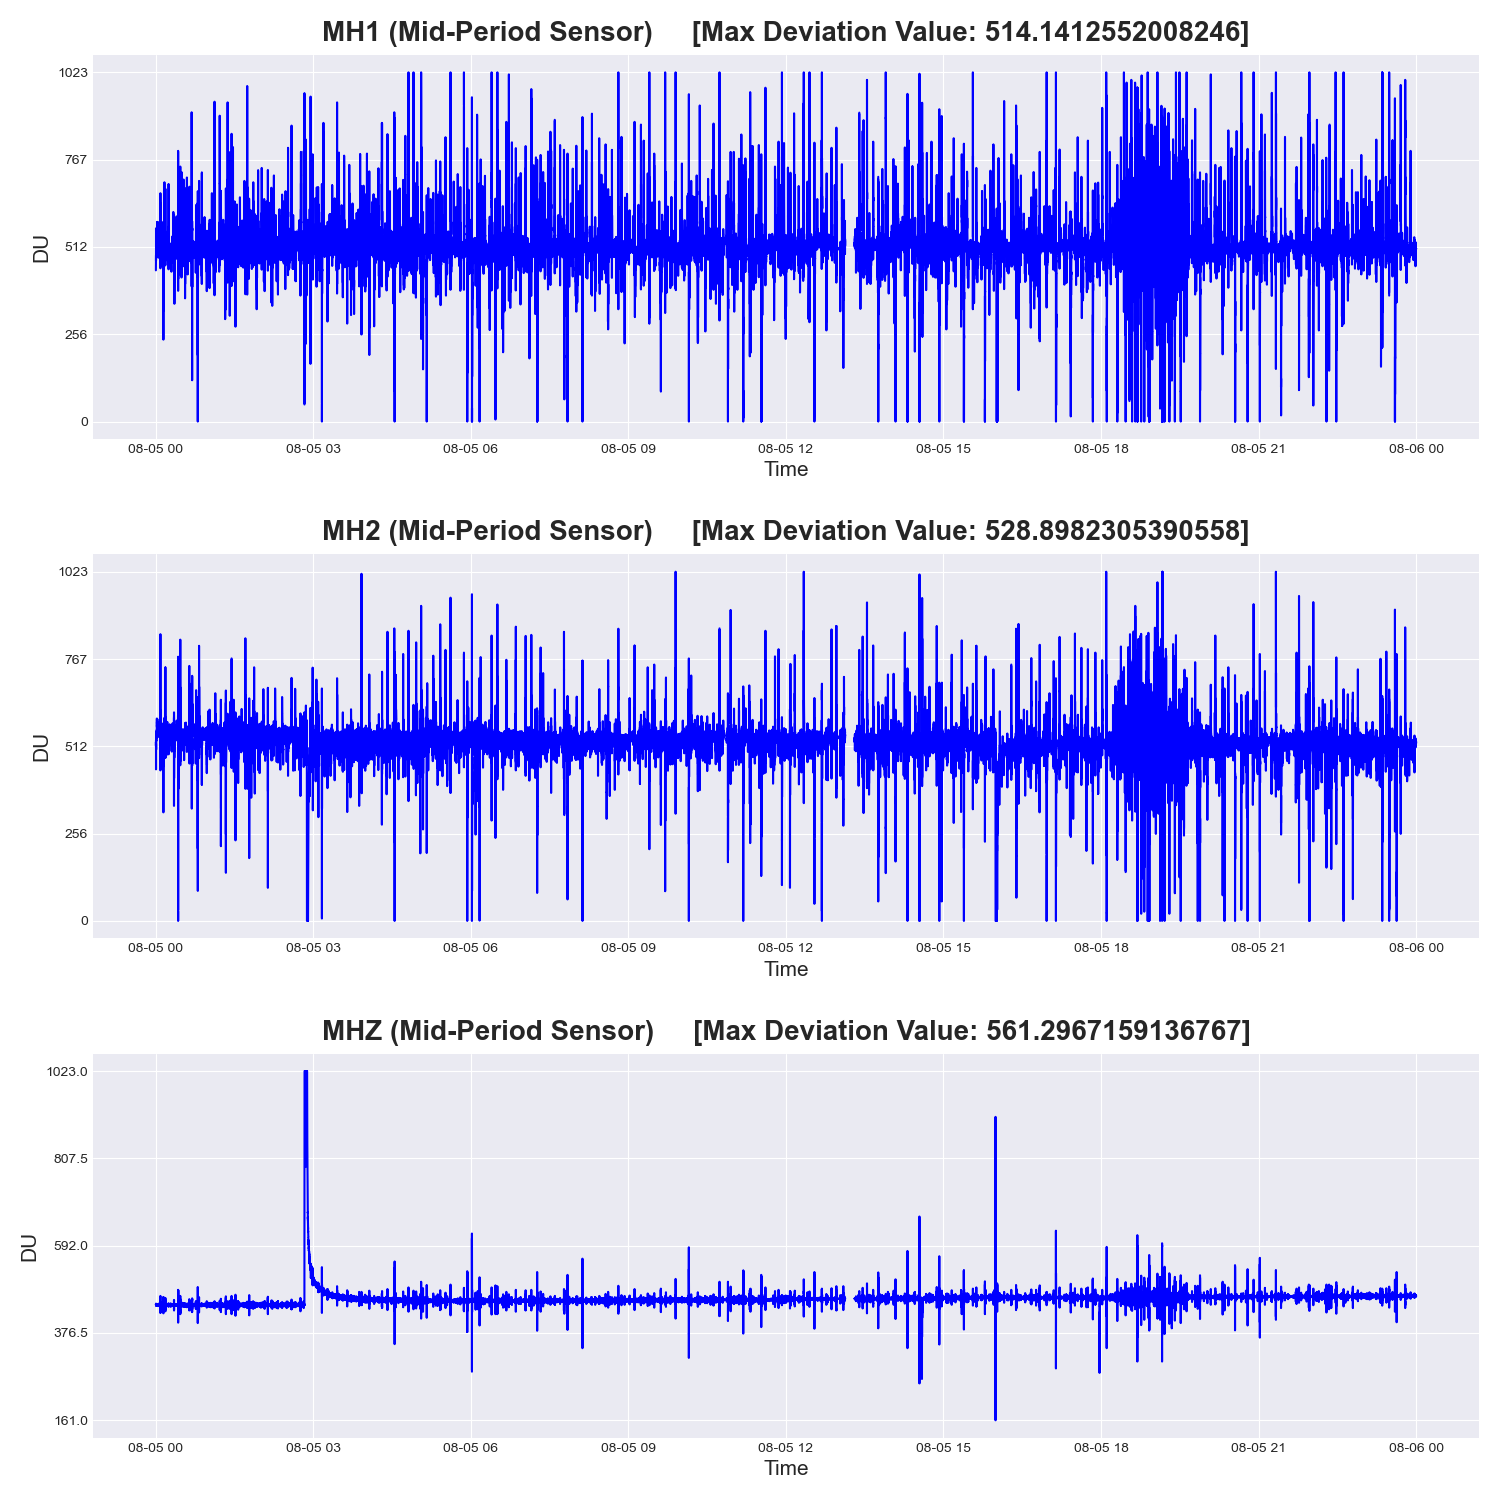 MH1 (Mid-Period Sensor) [Max Deviation Value: 514.1412552008246]
1023
767
512
256
0
DU
08-05 00 08-05 03 08-05 06 08-05 09 08-05 12 08-05 15 08-05 18 08-05 21 08-06 00
Time
MH2 (Mid-Period Sensor) [Max Deviation Value: 528.8982305390558]
1023
767
512
256
0
DU
08-05 00 08-05 03 08-05 06 08-05 09 08-05 12 08-05 15 08-05 18 08-05 21 08-06 00
Time
MHZ (Mid-Period Sensor) [Max Deviation Value: 561.2967159136767]
1023.0
807.5
592.0
376.5
161.0
DU
08-05 00 08-05 03 08-05 06 08-05 09 08-05 12 08-05 15 08-05 18 08-05 21 08-06 00
Time